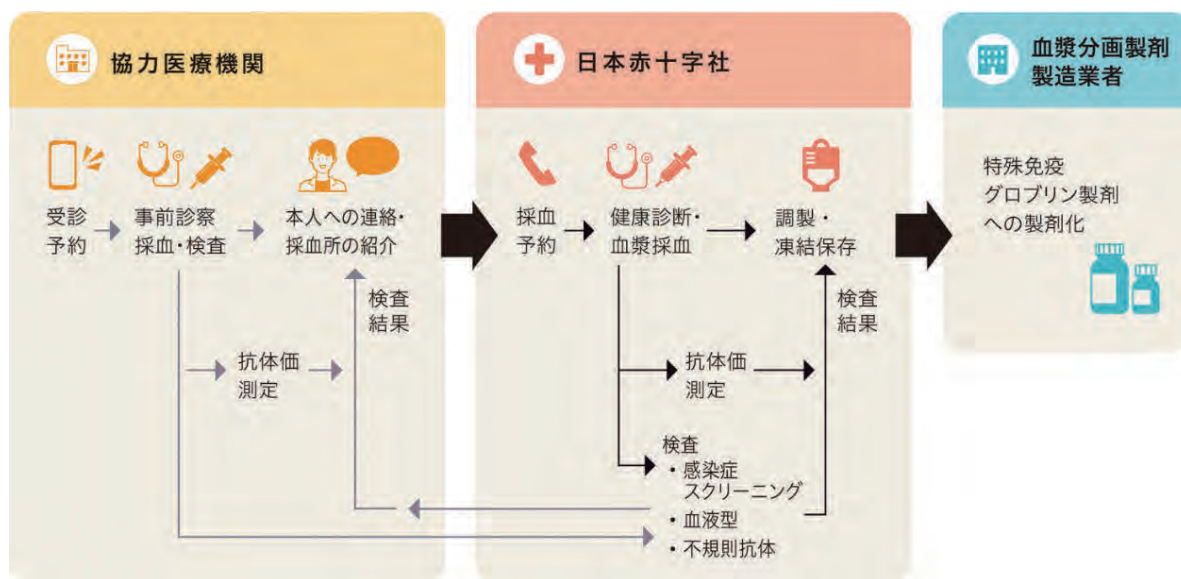 協力医療機関
受診
予約
事前診察
採血・検査
本人への連絡・
採血所の紹介
検査
結果
抗体価
測定
日本赤十字社
採血
予約
健康診断・
血漿採血
調製・
凍結保存
検査
結果
抗体価
測定
検査
・感染症
スクリーニング
・血液型
・不規則抗体
血漿分画製剤
製造業者
特殊免疫
グロブリン製剤
への製剤化